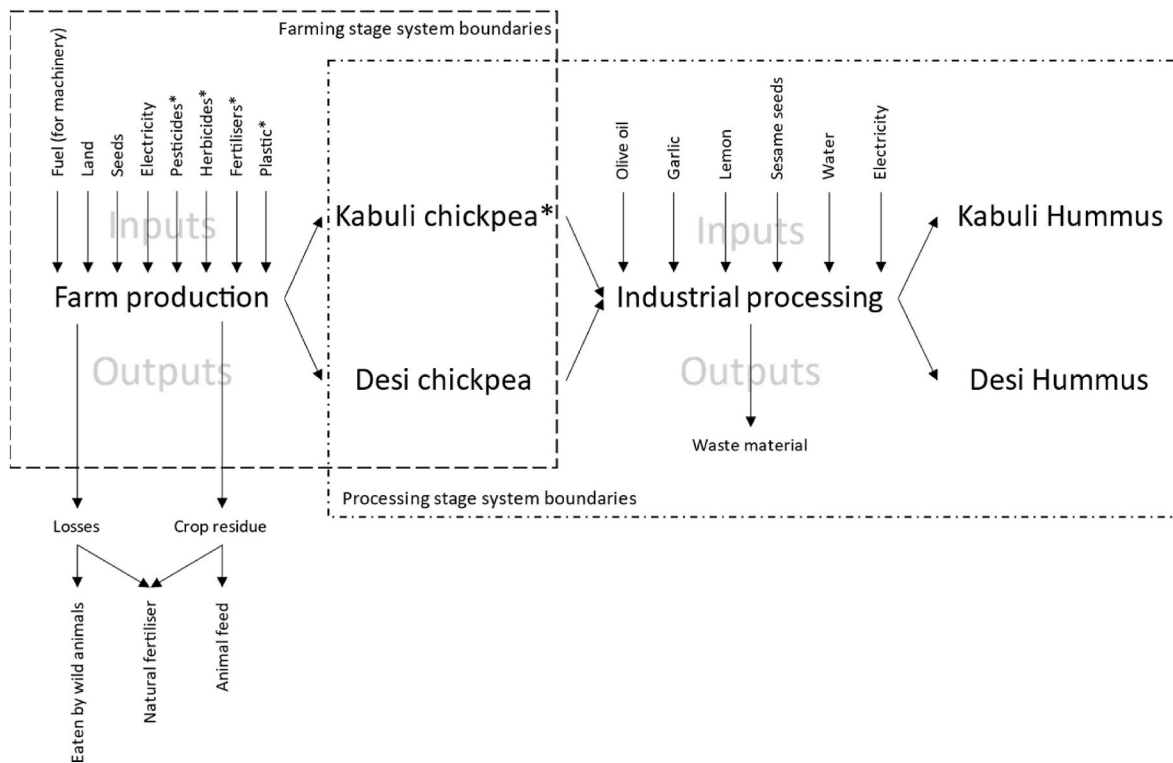 Farming stage system boundaries
Fuel (for machinery)
Land
Seeds
Electricity
Pesticides*
Herbicides*
Fertilisers*
Plastic*
Inputs
Farm production
Outputs
Kabuli chickpea*
Desi chickpea
Olive oil
Garlic
Lemon
Sesame seeds
Water
Electricity
Inputs
Industrial processing
Outputs
Waste material
Kabuli Hummus
Desi Hummus
Processing stage system boundaries
Losses
Crop residue
Eaten by wild animals
Natural fertiliser
Animal feed